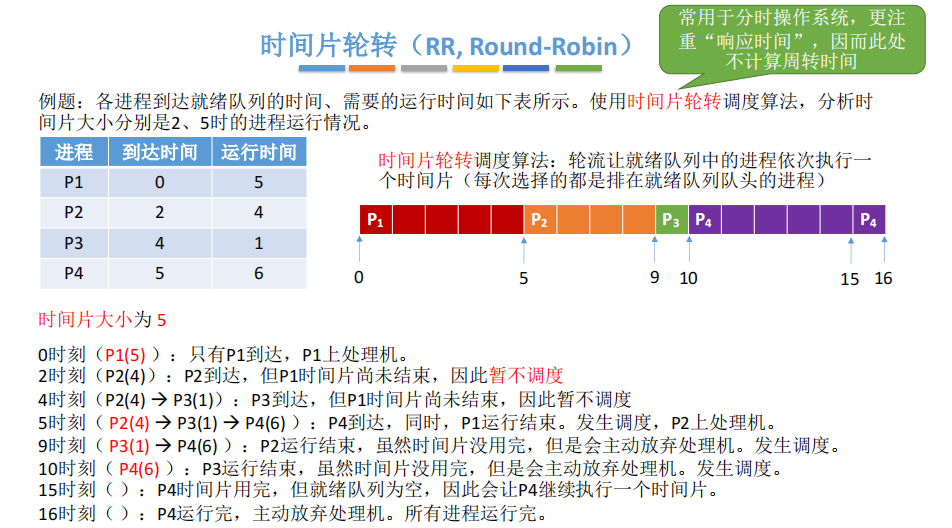 常用于分时操作系统，更注
重“响应时间”，因而此处
不计算周转时间
时间片轮转（RR, Round-Robin）
例题：各进程到达就绪队列的时间、需要的运行时间如下表所示。使用时间片轮转调度算法，分析时
间片大小分别是2、5时的进程运行情况。
进程 到达时间 运行时间
P1 0 5
P2 2 4
P3 4 1
P4 5 6
时间片轮转调度算法：轮流让就绪队列中的进程依次执行一
个时间片（每次选择的都是排在就绪队列队头的进程）
P1 P2 P3 P4 P4
0 5 9 10 15 16
时间片大小为 5
0时刻（P1(5) ）：只有P1到达，P1上处理机。
2时刻（P2(4)）：P2到达，但P1时间片尚未结束，因此暂不调度
4时刻（P2(4) → P3(1)）：P3到达，但P1时间片尚未结束，因此暂不调度
5时刻（ P2(4) → P3(1) → P4(6) ）：P4到达，同时，P1运行结束。发生调度，P2上处理机。
9时刻（ P3(1) → P4(6) ）：P2运行结束，虽然时间片没用完，但是会主动放弃处理机。发生调度。
10时刻（ P4(6) ）：P3运行结束，虽然时间片没用完，但是会主动放弃处理机。发生调度。
15时刻（ ）：P4时间片用完，但就绪队列为空，因此会让P4继续执行一个时间片。
16时刻（ ）：P4运行完，主动放弃处理机。所有进程运行完。